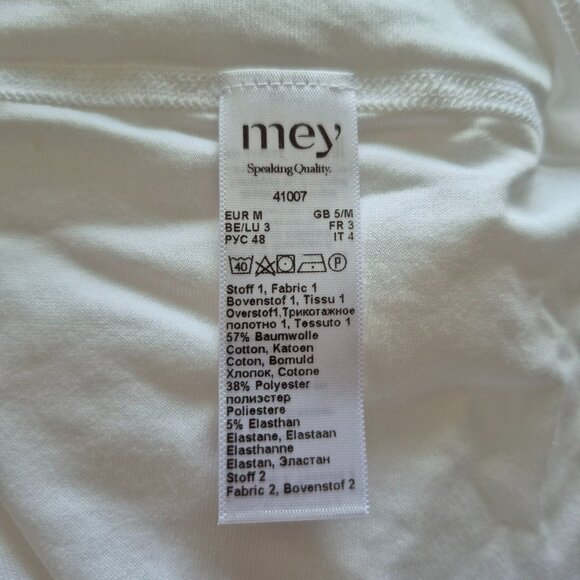 mey
Speaking Quality.
41007
EUR M GB 5/M
BE/LU 3 FR 3
РУС 48 IT 4
40 P
Stoff 1, Fabric 1
Bovenstof 1, Tissu 1
Overstof1,Трикотажное
полотно 1, Tessuto 1
57% Baumwolle
Cotton, Katoen
Coton, Bomuld
Хлопок, Cotone
38% Polyester
полиэстер
Poliestere
5% Elasthan
Elastane, Elastaan
Elasthanne
Elastan, Эластан
Stoff 2
Fabric 2, Bovenstof 2